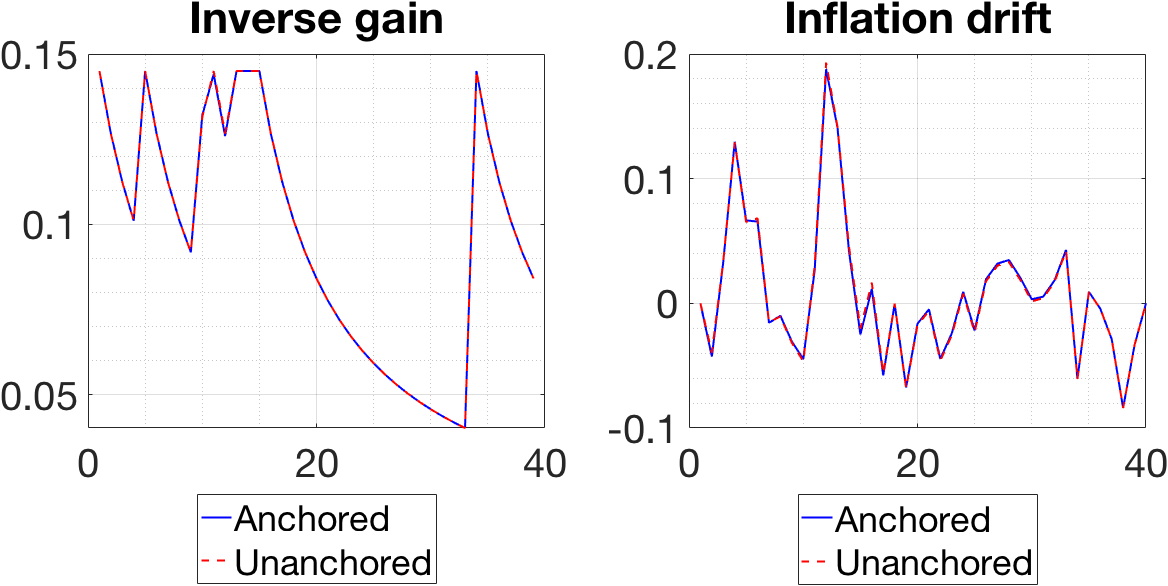 Inverse gain
0.15
0.1
0.05
0
20
40
Anchored
Unanchored
Inflation drift
0.2
0.1
0
-0.1
0
20
40
Anchored
Unanchored